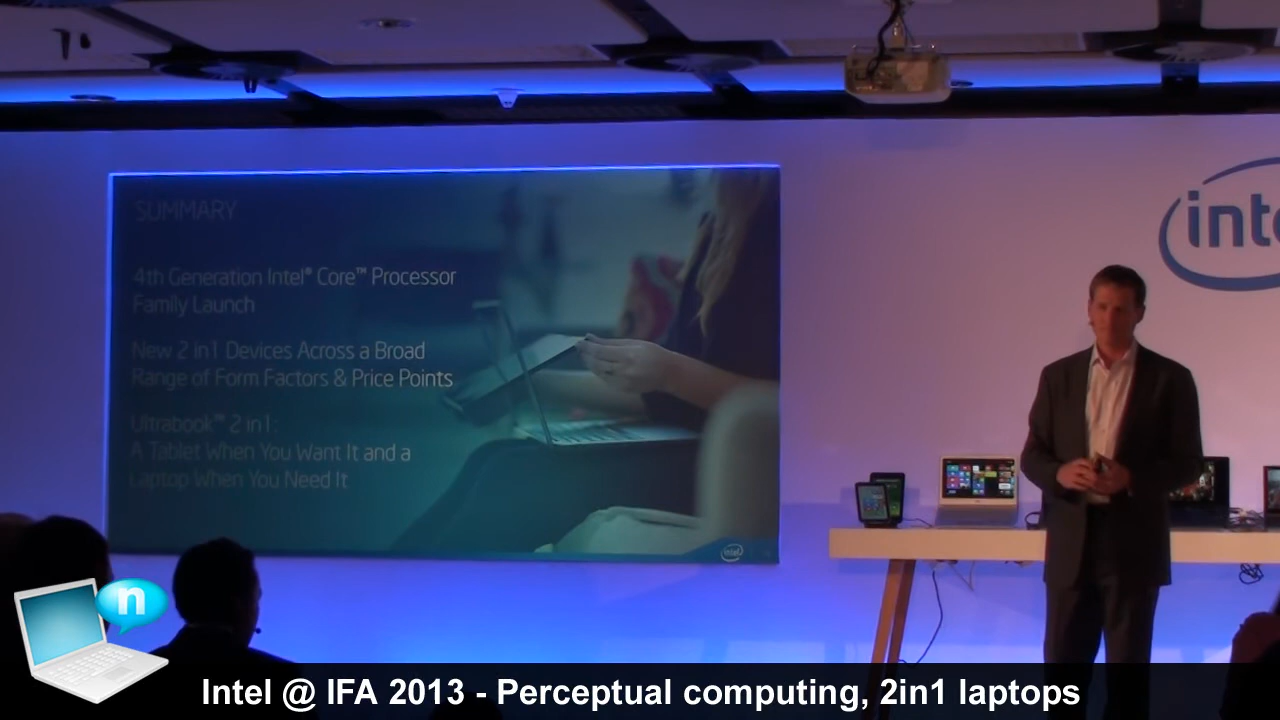 SUMMARY
4th Generation Intel® Core™ Processor
Family Launch
New 2 in1 Devices Across a Broad
Range of Form Factors & Price Points
Ultrabook™ 2 in1:
A Tablet When You Want It and a
Laptop When You Need It
intel
inte
n
Intel @ IFA 2013 - Perceptual computing, 2in1 laptops